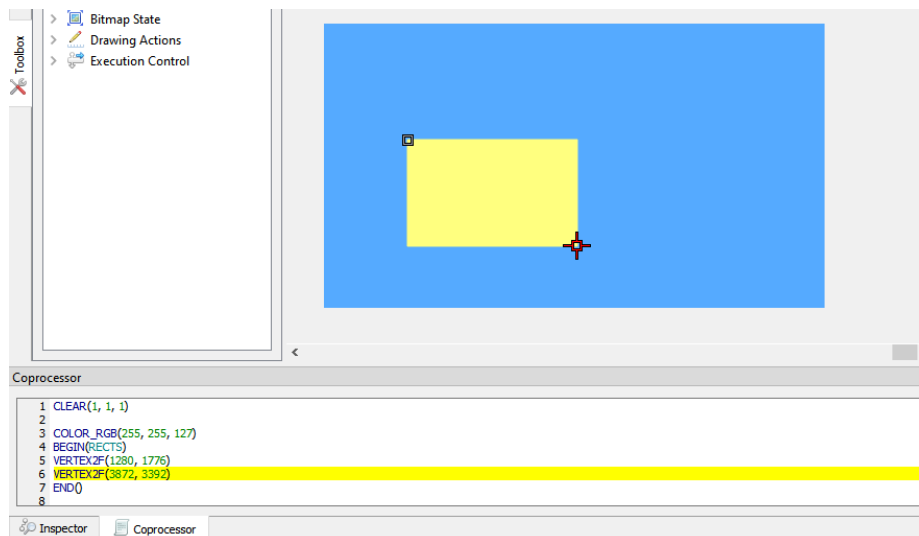 Toolbox
Bitmap State
Drawing Actions
Execution Control
Coprocessor
1 CLEAR(1, 1, 1)
2
3 COLOR_RGB(255, 255, 127)
4 BEGIN(RECTS)
5 VERTEX2F(1280, 1776)
6 VERTEX2F(3872, 3392)
7 END()
8
Inspector
Coprocessor